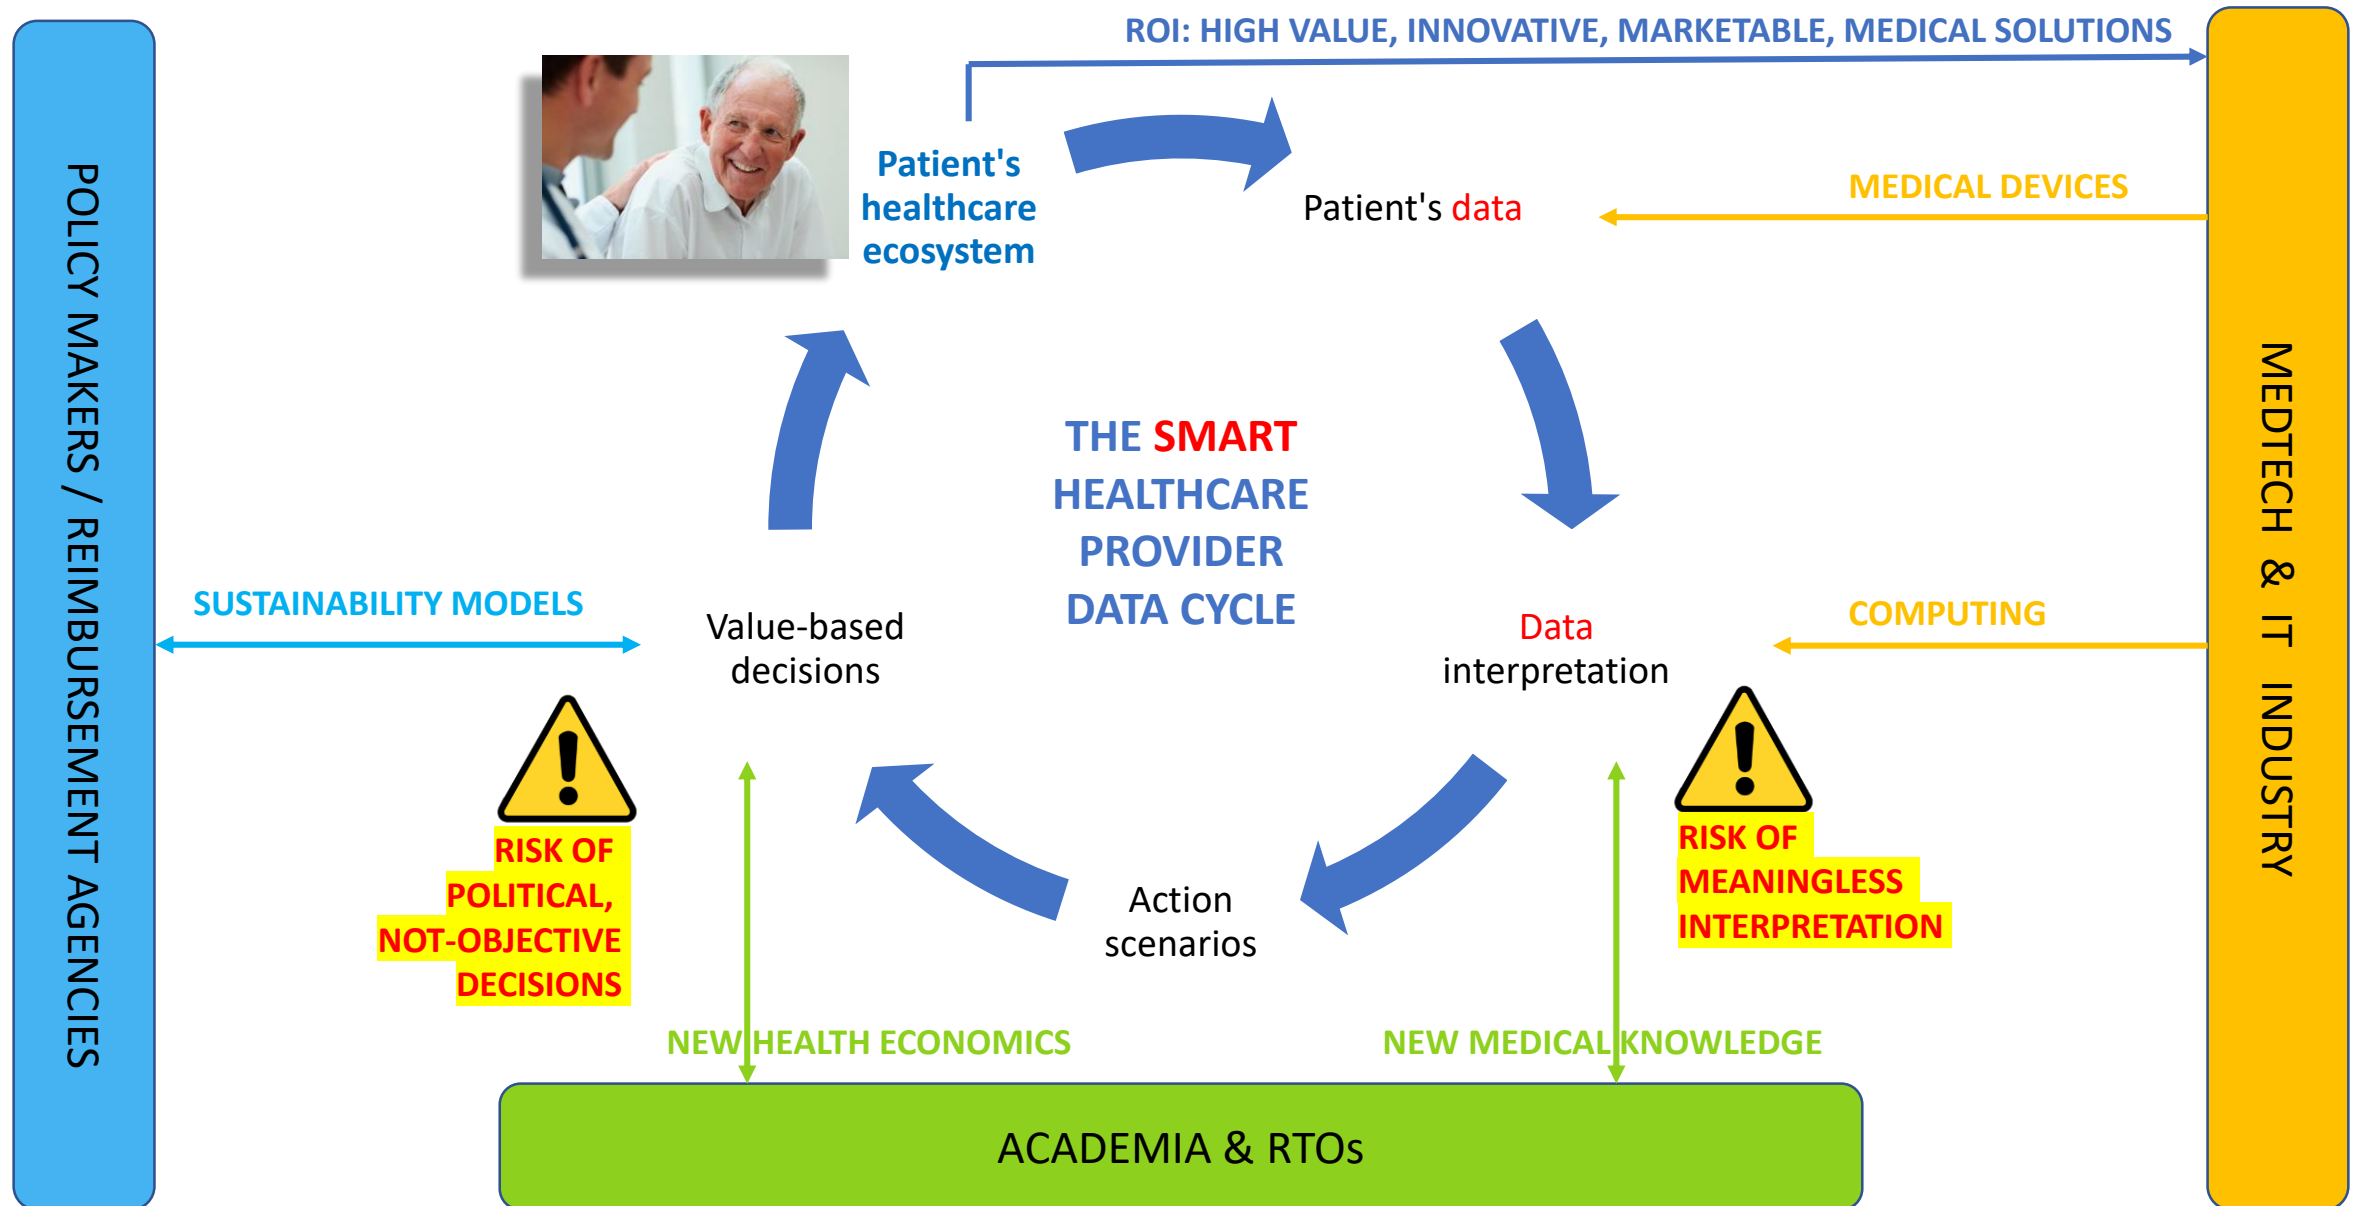 ROI: HIGH VALUE, INNOVATIVE, MARKETABLE, MEDICAL SOLUTIONS
POLICY MAKERS / REIMBURSEMENT AGENCIES
Patient's
healthcare
ecosystem
Patient's data
MEDICAL DEVICES
MEDTECH & IT INDUSTRY
THE SMART
HEALTHCARE
PROVIDER
DATA CYCLE
SUSTAINABILITY MODELS
Value-based
decisions
Data
interpretation
COMPUTING
RISK OF
POLITICAL,
NOT-OBJECTIVE
DECISIONS
RISK OF
MEANINGLESS
INTERPRETATION
Action
scenarios
NEW HEALTH ECONOMICS
NEW MEDICAL KNOWLEDGE
ACADEMIA & RTOs